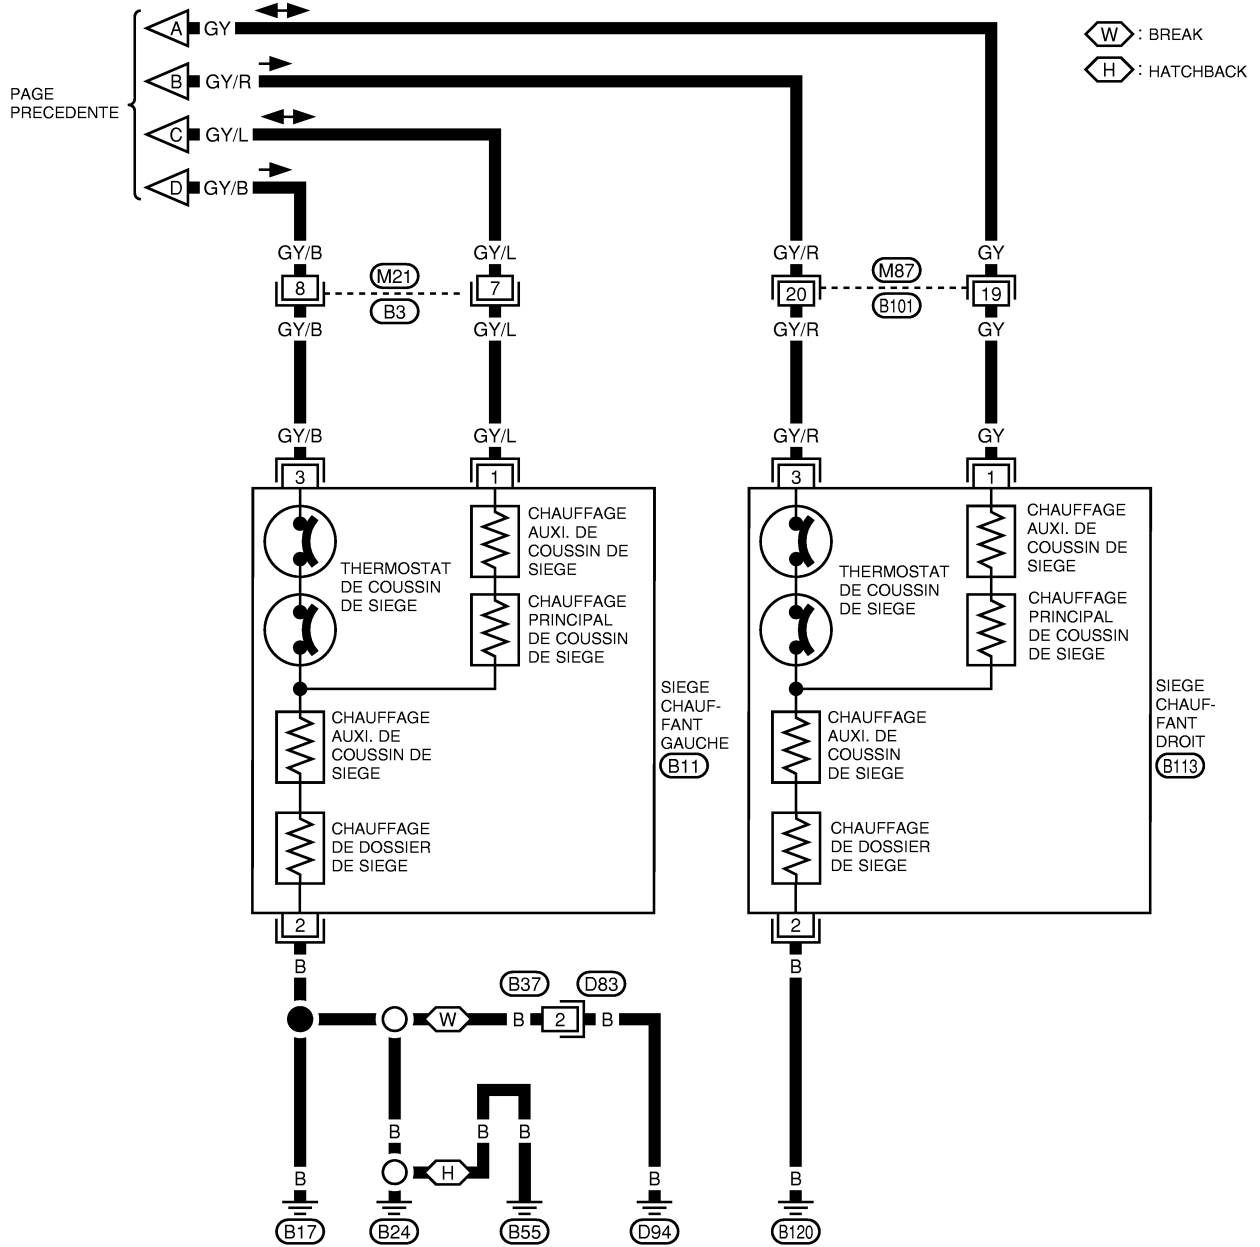 A GY
W : BREAK
B GY/R
H : HATCHBACK
PAGE
PRECEDENTE
C GY/L
D GY/B
GY/B GY/L GY/R GY
8 M21 7 20 M87 19
B3 B101
GY/B GY/L GY/R GY
GY/B GY/L GY/R GY
3 1 3 1
CHAUFFAGE
AUXI. DE
COUSSIN DE
SIEGE
THERMOSTAT
DE COUSSIN
DE SIEGE
CHAUFFAGE
PRINCIPAL
DE COUSSIN
DE SIEGE
CHAUFFAGE
AUXI. DE
COUSSIN DE
SIEGE
CHAUFFAGE
DE DOSSIER
DE SIEGE
SIEGE
CHAUF-
FANT
GAUCHE
B11
CHAUFFAGE
AUXI. DE
COUSSIN DE
SIEGE
THERMOSTAT
DE COUSSIN
DE SIEGE
CHAUFFAGE
PRINCIPAL
DE COUSSIN
DE SIEGE
CHAUFFAGE
AUXI. DE
COUSSIN
DE SIEGE
CHAUFFAGE
DE DOSSIER
DE SIEGE
SIEGE
CHAUF-
FANT
DROIT
B113
2 2
B B
B37 D83
W B 2 B
B B B
H
B B B
B17 B24 B55 D94 B120